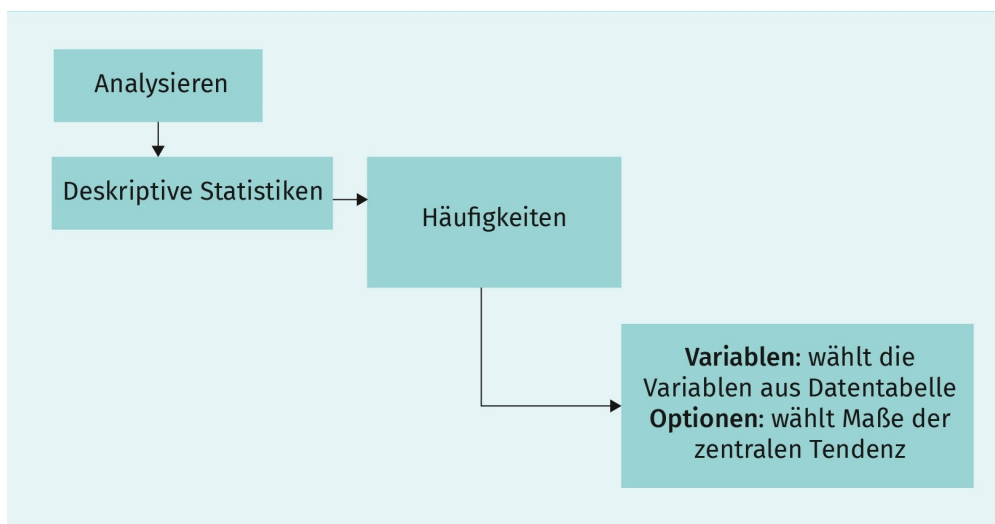 Analysieren
Deskriptive Statistiken
Häufigkeiten
Variablen: wählt die
Variablen aus Datentabelle
Optionen: wählt Maße der
zentralen Tendenz